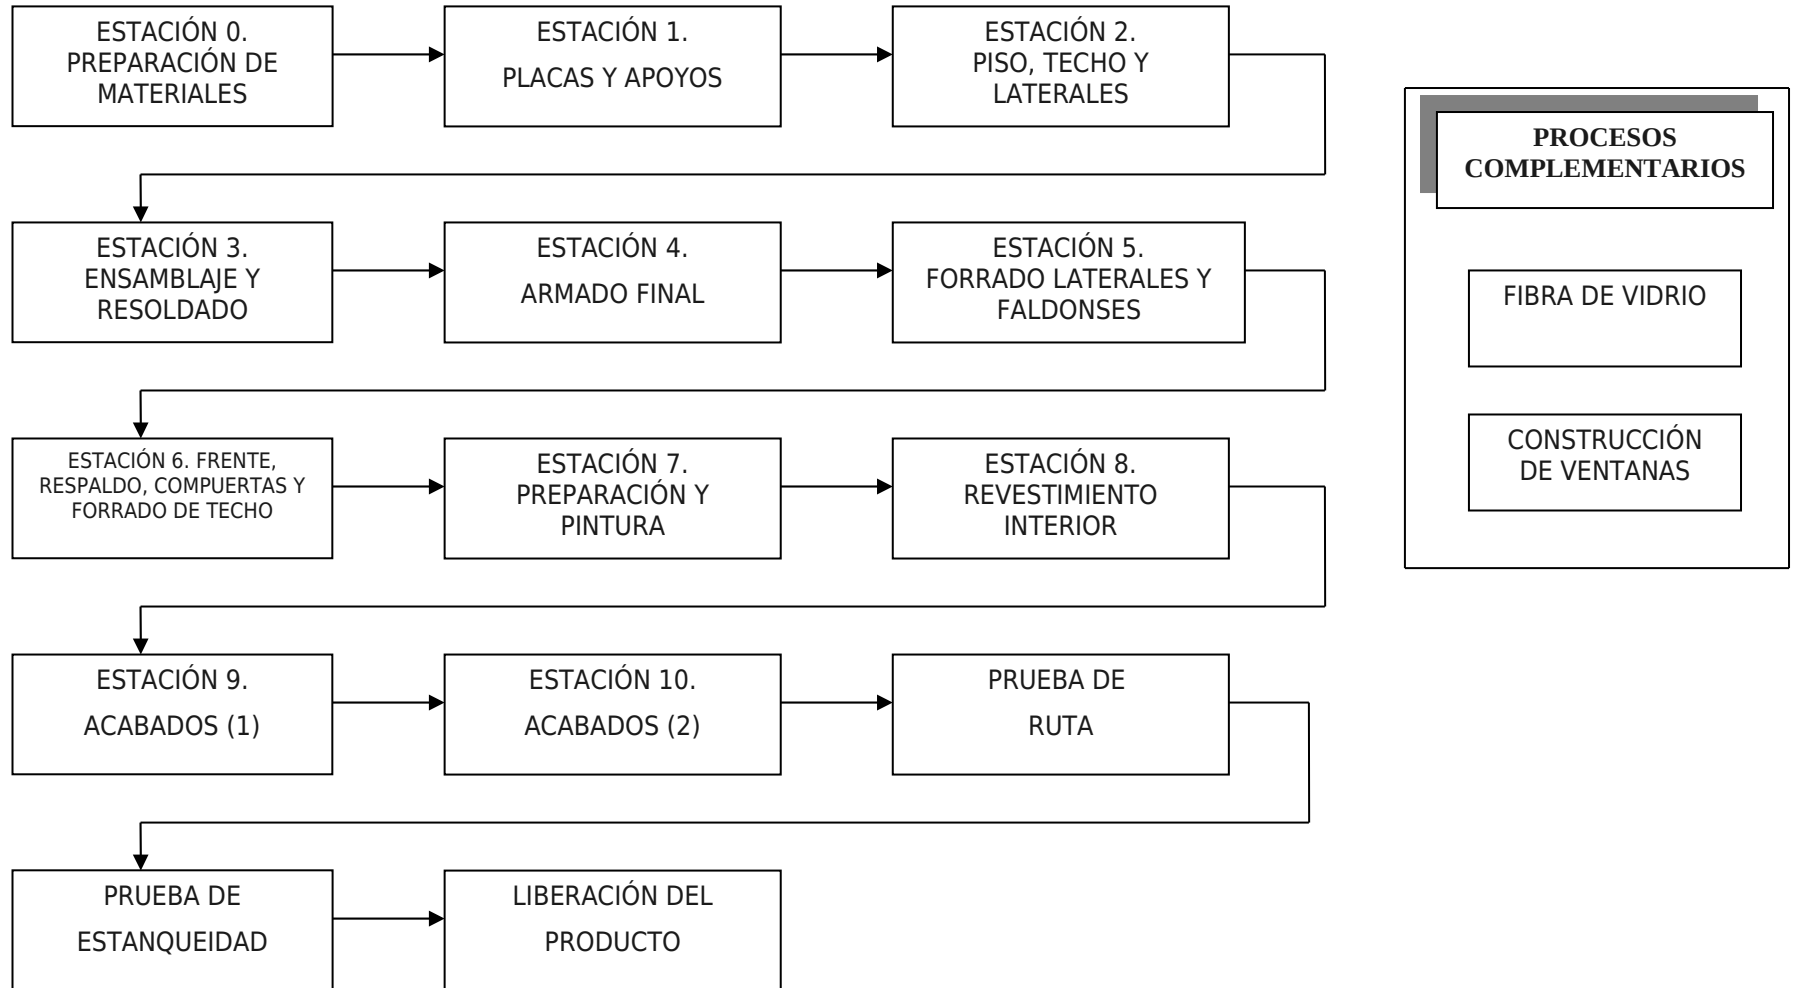 ESTACIÓN 0.
PREPARACIÓN DE
MATERIALES
ESTACIÓN 1.
PLACAS Y APOYOS
ESTACIÓN 2.
PISO, TECHO Y
LATERALES
ESTACIÓN 3.
ENSAMBLAJE Y
RESOLDADO
ESTACIÓN 4.
ARMADO FINAL
ESTACIÓN 5.
FORRADO LATERALES Y
FALDONSES
ESTACIÓN 6. FRENTE,
RESPALDO, COMPUERTAS Y
FORRADO DE TECHO
ESTACIÓN 7.
PREPARACIÓN Y
PINTURA
ESTACIÓN 8.
REVESTIMIENTO
INTERIOR
ESTACIÓN 9.
ACABADOS (1)
ESTACIÓN 10.
ACABADOS (2)
PRUEBA DE
RUTA
PRUEBA DE
ESTANQUEIDAD
LIBERACIÓN DEL
PRODUCTO
PROCESOS
COMPLEMENTARIOS
FIBRA DE VIDRIO
CONSTRUCCIÓN
DE VENTANAS